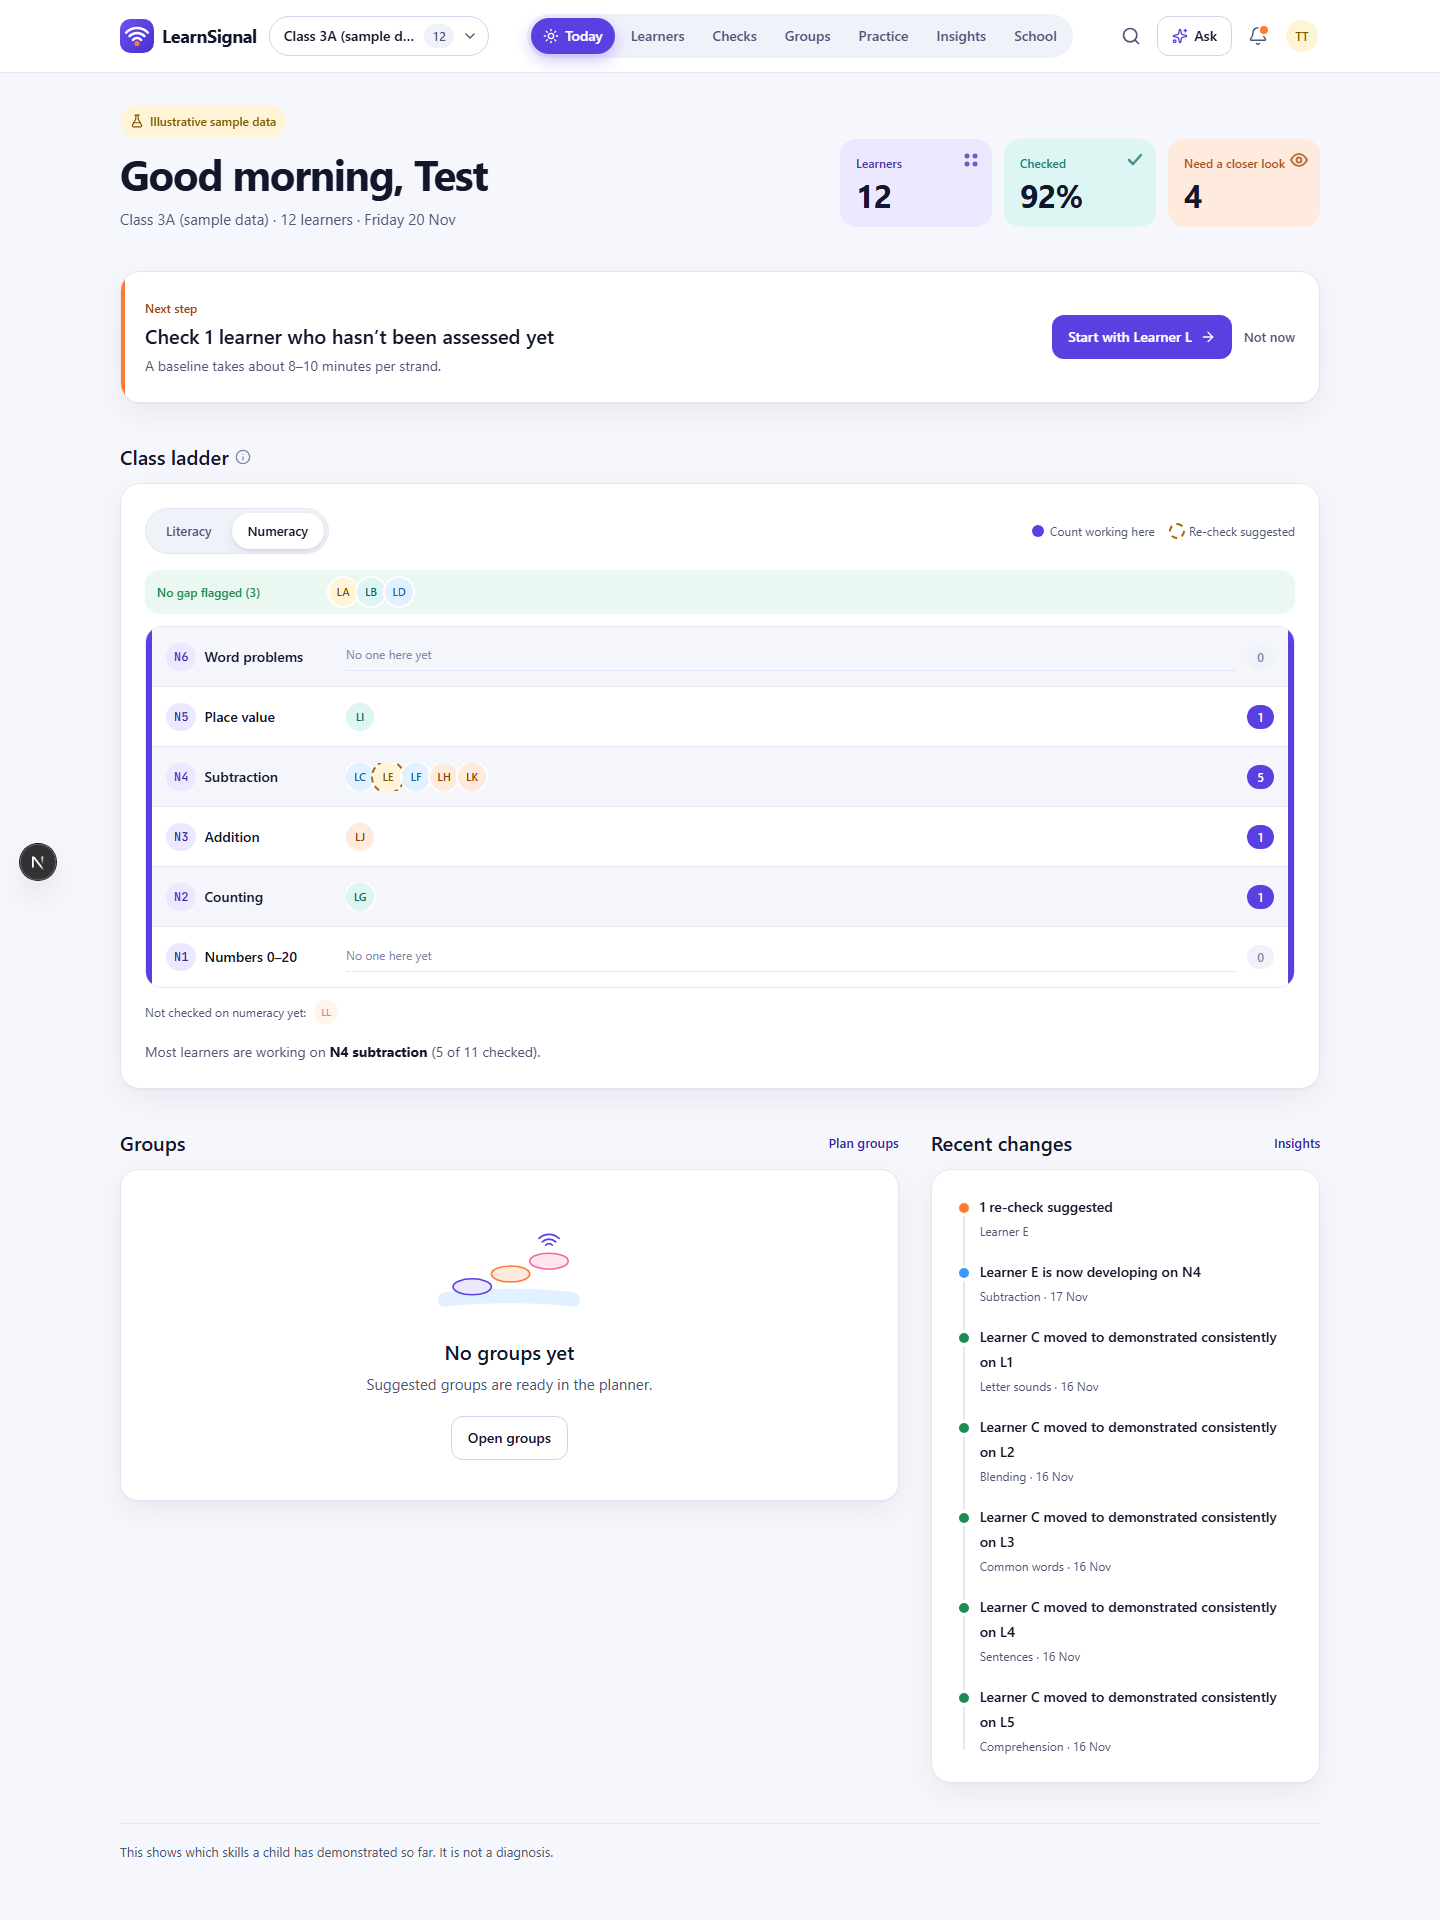 LearnSignal
Class 3A (sample d...
12
Today
Learners
Checks
Groups
Practice
Insights
School
Ask
TT
Illustrative sample data
Good morning, Test
Class 3A (sample data) · 12 learners · Friday 20 Nov
Learners
12
Checked
92%
Need a closer look
4
Next step
Check 1 learner who hasn’t been assessed yet
A baseline takes about 8–10 minutes per strand.
Start with Learner L
Not now
Class ladder
Literacy
Numeracy
Count working here
Re-check suggested
No gap flagged (3)
LA
LB
LD
N6
Word problems
No one here yet
0
N5
Place value
LI
1
N4
Subtraction
LC
LE
LF
LH
LK
5
N3
Addition
LJ
1
N2
Counting
LG
1
N1
Numbers 0–20
No one here yet
0
Not checked on numeracy yet:
LL
Most learners are working on N4 subtraction (5 of 11 checked).
Groups
Plan groups
No groups yet
Suggested groups are ready in the planner.
Open groups
Recent changes
Insights
1 re-check suggested
Learner E
Learner E is now developing on N4
Subtraction · 17 Nov
Learner C moved to demonstrated consistently
on L1
Letter sounds · 16 Nov
Learner C moved to demonstrated consistently
on L2
Blending · 16 Nov
Learner C moved to demonstrated consistently
on L3
Common words · 16 Nov
Learner C moved to demonstrated consistently
on L4
Sentences · 16 Nov
Learner C moved to demonstrated consistently
on L5
Comprehension · 16 Nov
N
This shows which skills a child has demonstrated so far. It is not a diagnosis.